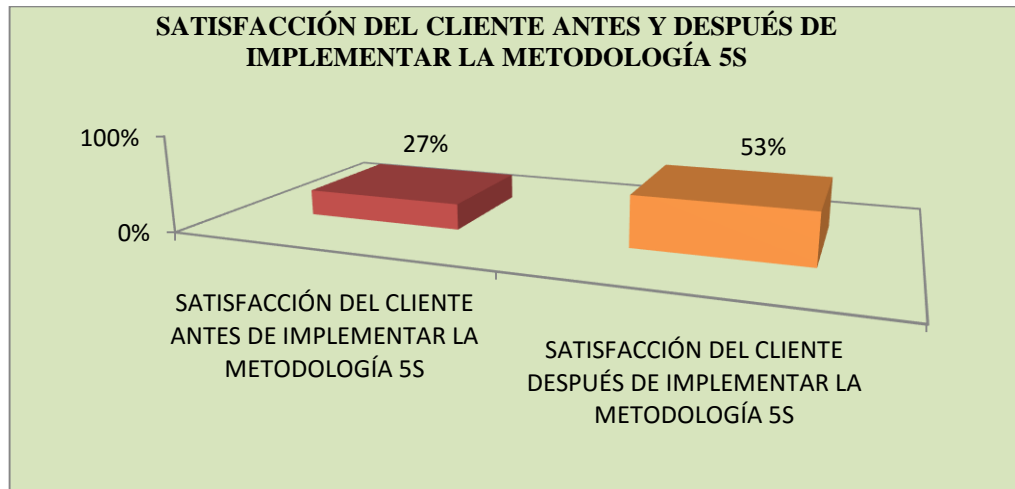 SATISFACCIÓN DEL CLIENTE ANTES Y DESPUÉS DE
IMPLEMENTAR LA METODOLOGÍA 5S
100%
27%
53%
0%
SATISFACCIÓN DEL CLIENTE
ANTES DE IMPLEMENTAR LA
METODOLOGÍA 5S
SATISFACCIÓN DEL CLIENTE
DESPUÉS DE IMPLEMENTAR LA
METODOLOGÍA 5S